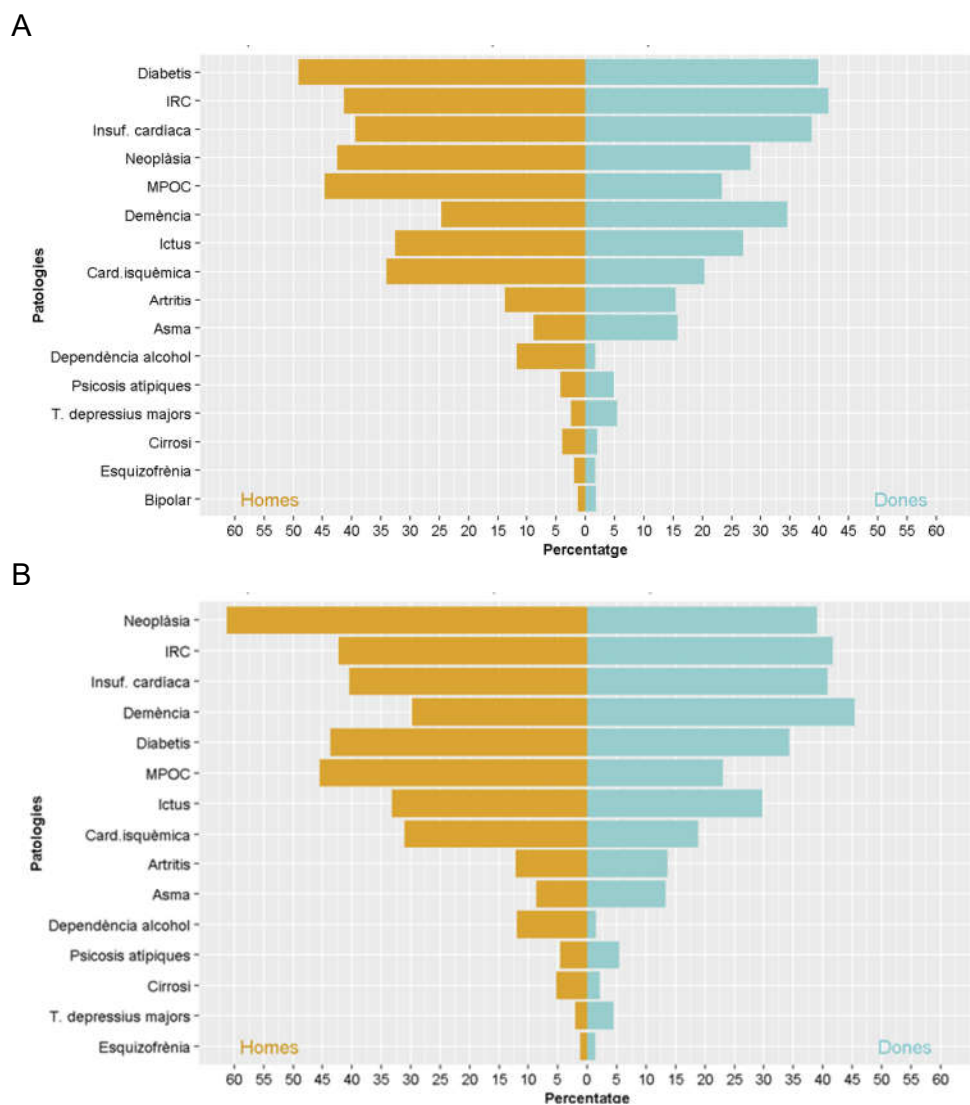 A
Patologies
Diabetis
IRC
Insuf. cardíaca
Neoplàsia
MPOC
Demència
Ictus
Card.isquèmica
Artritis
Asma
Dependència alcohol
Psicosis atípiques
T. depressius majors
Cirrosi
Esquizofrènia
Bipolar
Homes
Dones
60 55 50 45 40 35 30 25 20 15 10 5 0 5 10 15 20 25 30 35 40 45 50 55 60
Percentatge
B
Patologies
Neoplàsia
IRC
Insuf. cardíaca
Demència
Diabetis
MPOC
Ictus
Card.isquèmica
Artritis
Asma
Dependència alcohol
Psicosis atípiques
Cirrosi
T. depressius majors
Esquizofrènia
Homes
Dones
60 55 50 45 40 35 30 25 20 15 10 5 0 5 10 15 20 25 30 35 40 45 50 55 60
Percentatge